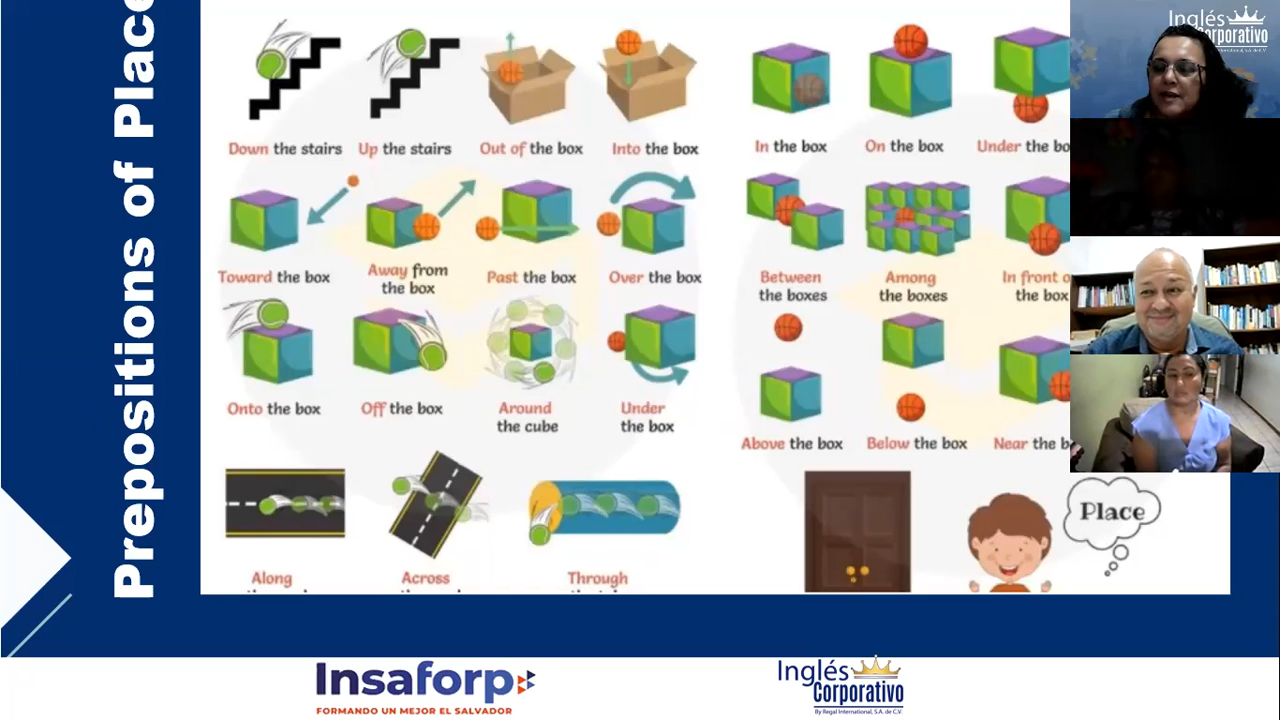 Prepositions of Place
Down the stairs
Up the stairs
Out of the box
Into the box
Toward the box
Away from
the box
Past the box
Over the box
Onto the box
Off the box
Around
the cube
Under
the box
Along
Across
Through
In the box
On the box
Under the bo
Between
the boxes
Among
the boxes
In front o
the box
Above the box
Below the box
Near the b
Place
Inglés
Corporativo
Insaforp
FORMANDO UN MEJOR EL SALVADOR
Inglés
Corporativo
By Regal International, S.A. de C.V.